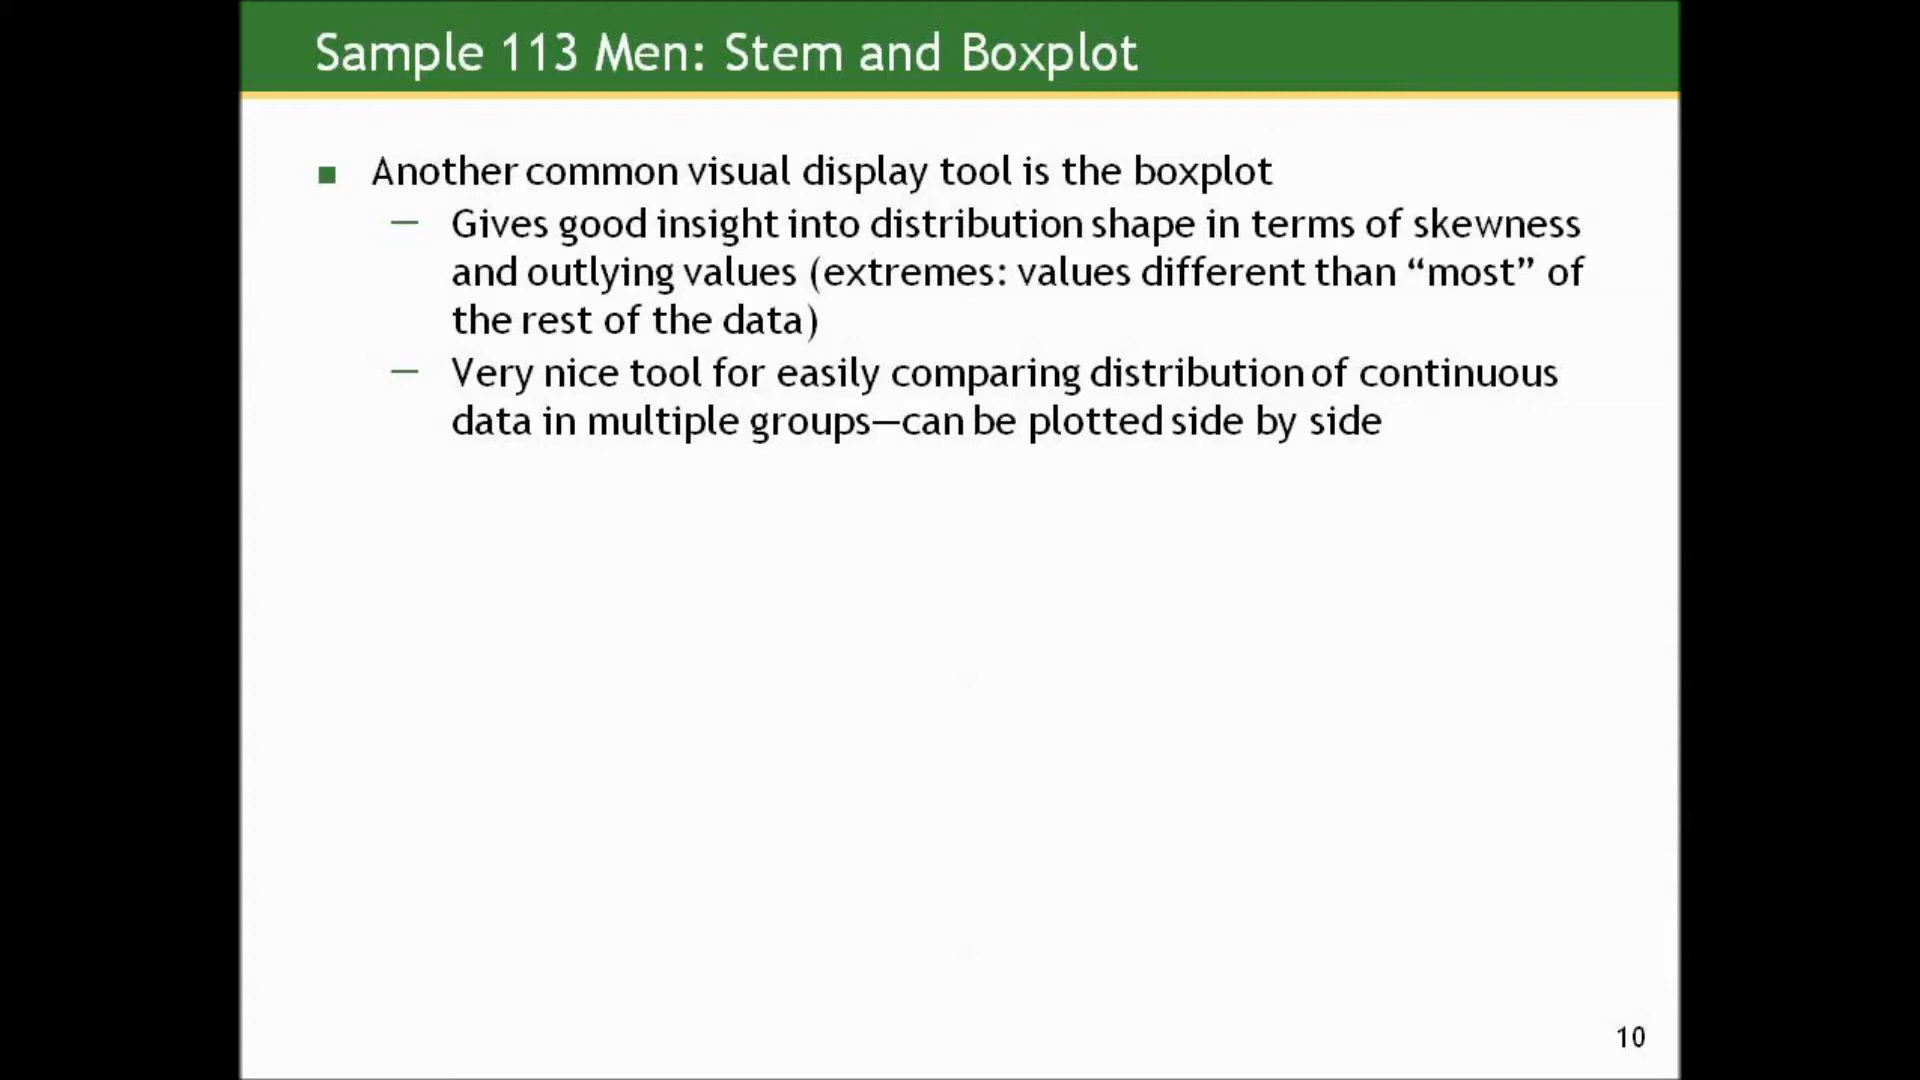 Sample 113 Men: Stem and Boxplot
Another common visual display tool is the boxplot
— Gives good insight into distribution shape in terms of skewness
and outlying values (extremes: values different than “most” of
the rest of the data)
— Very nice tool for easily comparing distribution of continuous
data in multiple groups—can be plotted side by side
10